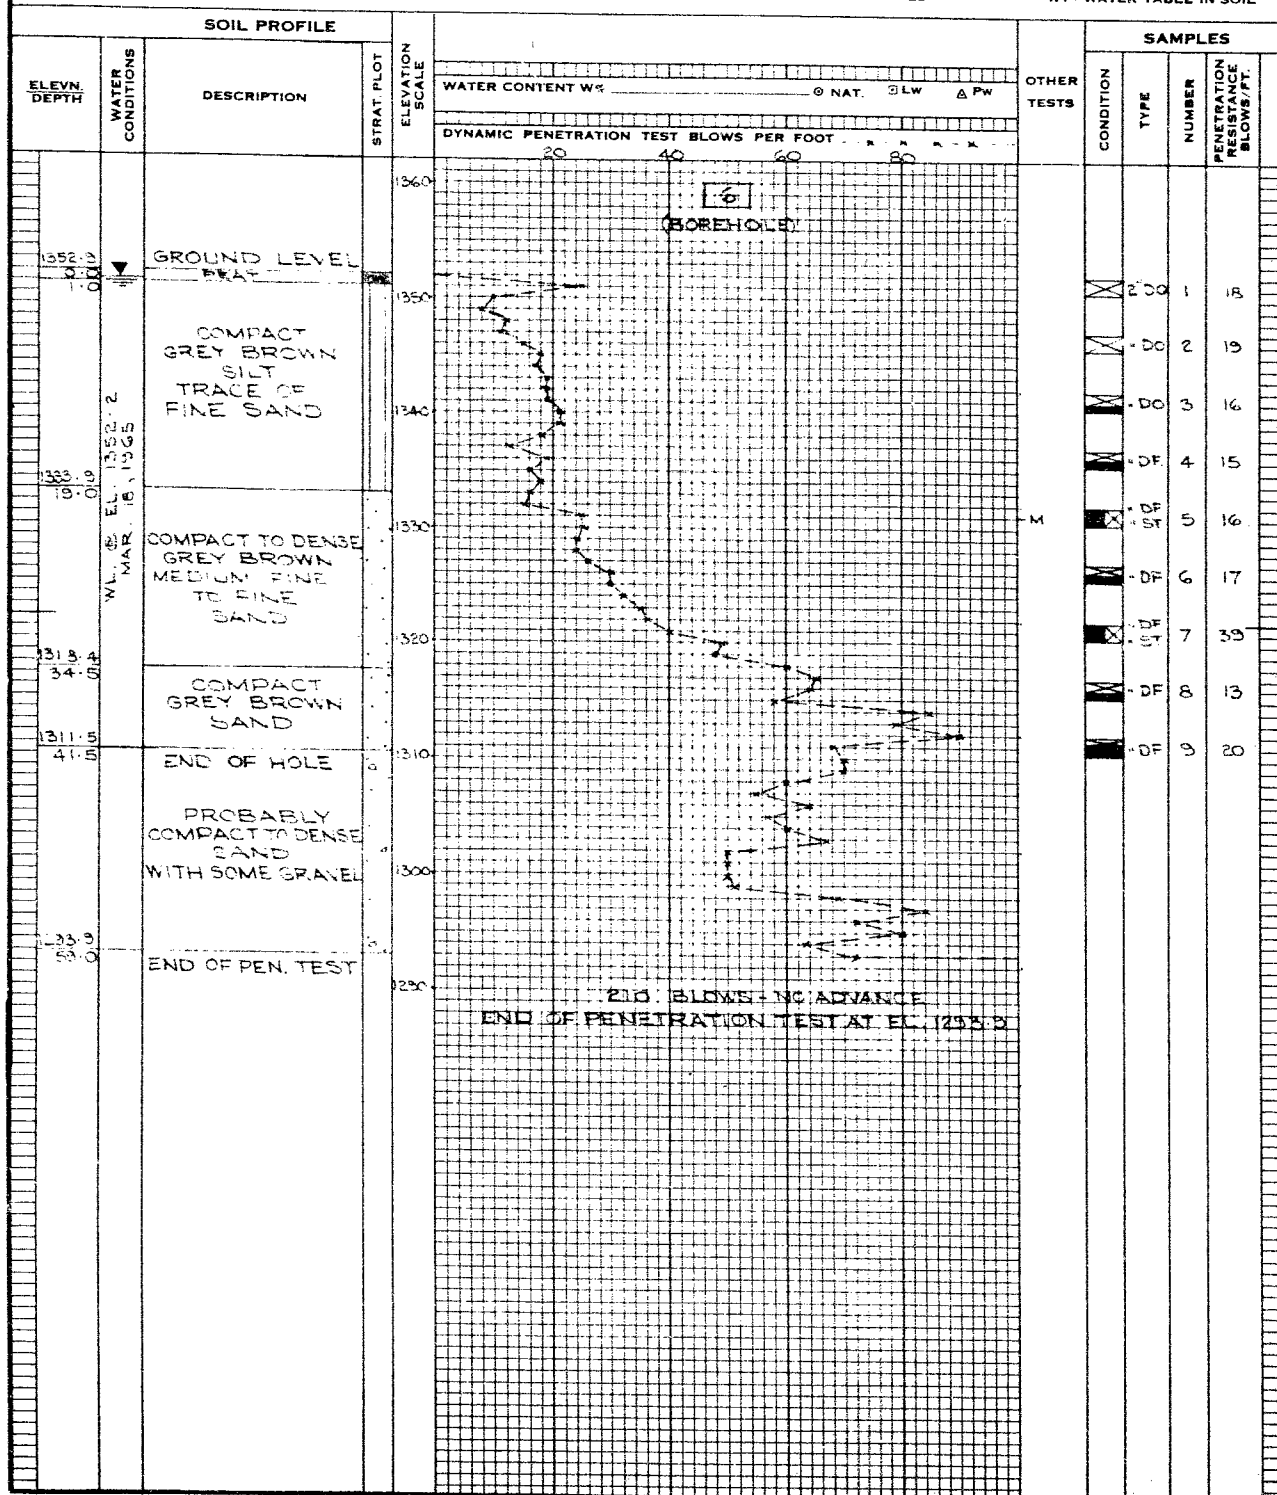 WATER TABLE IN SOIL
SOIL PROFILE
SAMPLES
ELEVN.
DEPTH
WATER
CONDITIONS
DESCRIPTION
STRAT. PLOT
ELEVATION
SCALE
WATER CONTENT W% ⊙ NAT. ⊡ LW △ PW
DYNAMIC PENETRATION TEST BLOWS PER FOOT
20 40 60 80
OTHER
TESTS
CONDITION
TYPE
NUMBER
PENETRATION
RESISTANCE
BLOWS/FT.
1360
6
(BOREHOLE)
1352.9
0.0
GROUND LEVEL
1.0
PEAT
1350
2"DO 1 18
COMPACT
GREY BROWN
SILT
TRACE OF
FINE SAND
" DO 2 19
1340
" DO 3 16
WL. @ EL. 1352.2
MAR. 18, 1965
1333.9
19.0
" DF 4 15
COMPACT TO DENSE
GREY BROWN
MEDIUM FINE
TO FINE
SAND
1330
M
" DF
" ST 5 16
" DF 6 17
1320
" DF
" ST 7 39
1318.4
34.5
COMPACT
GREY BROWN
SAND
" DF 8 13
1311.5
41.5
1310
END OF HOLE
" DF 9 20
PROBABLY
COMPACT TO DENSE
SAND
WITH SOME GRAVEL
1300
1293.9
59.0
END OF PEN. TEST
1290
210 BLOWS - NO ADVANCE
END OF PENETRATION TEST AT EL. 1293.9